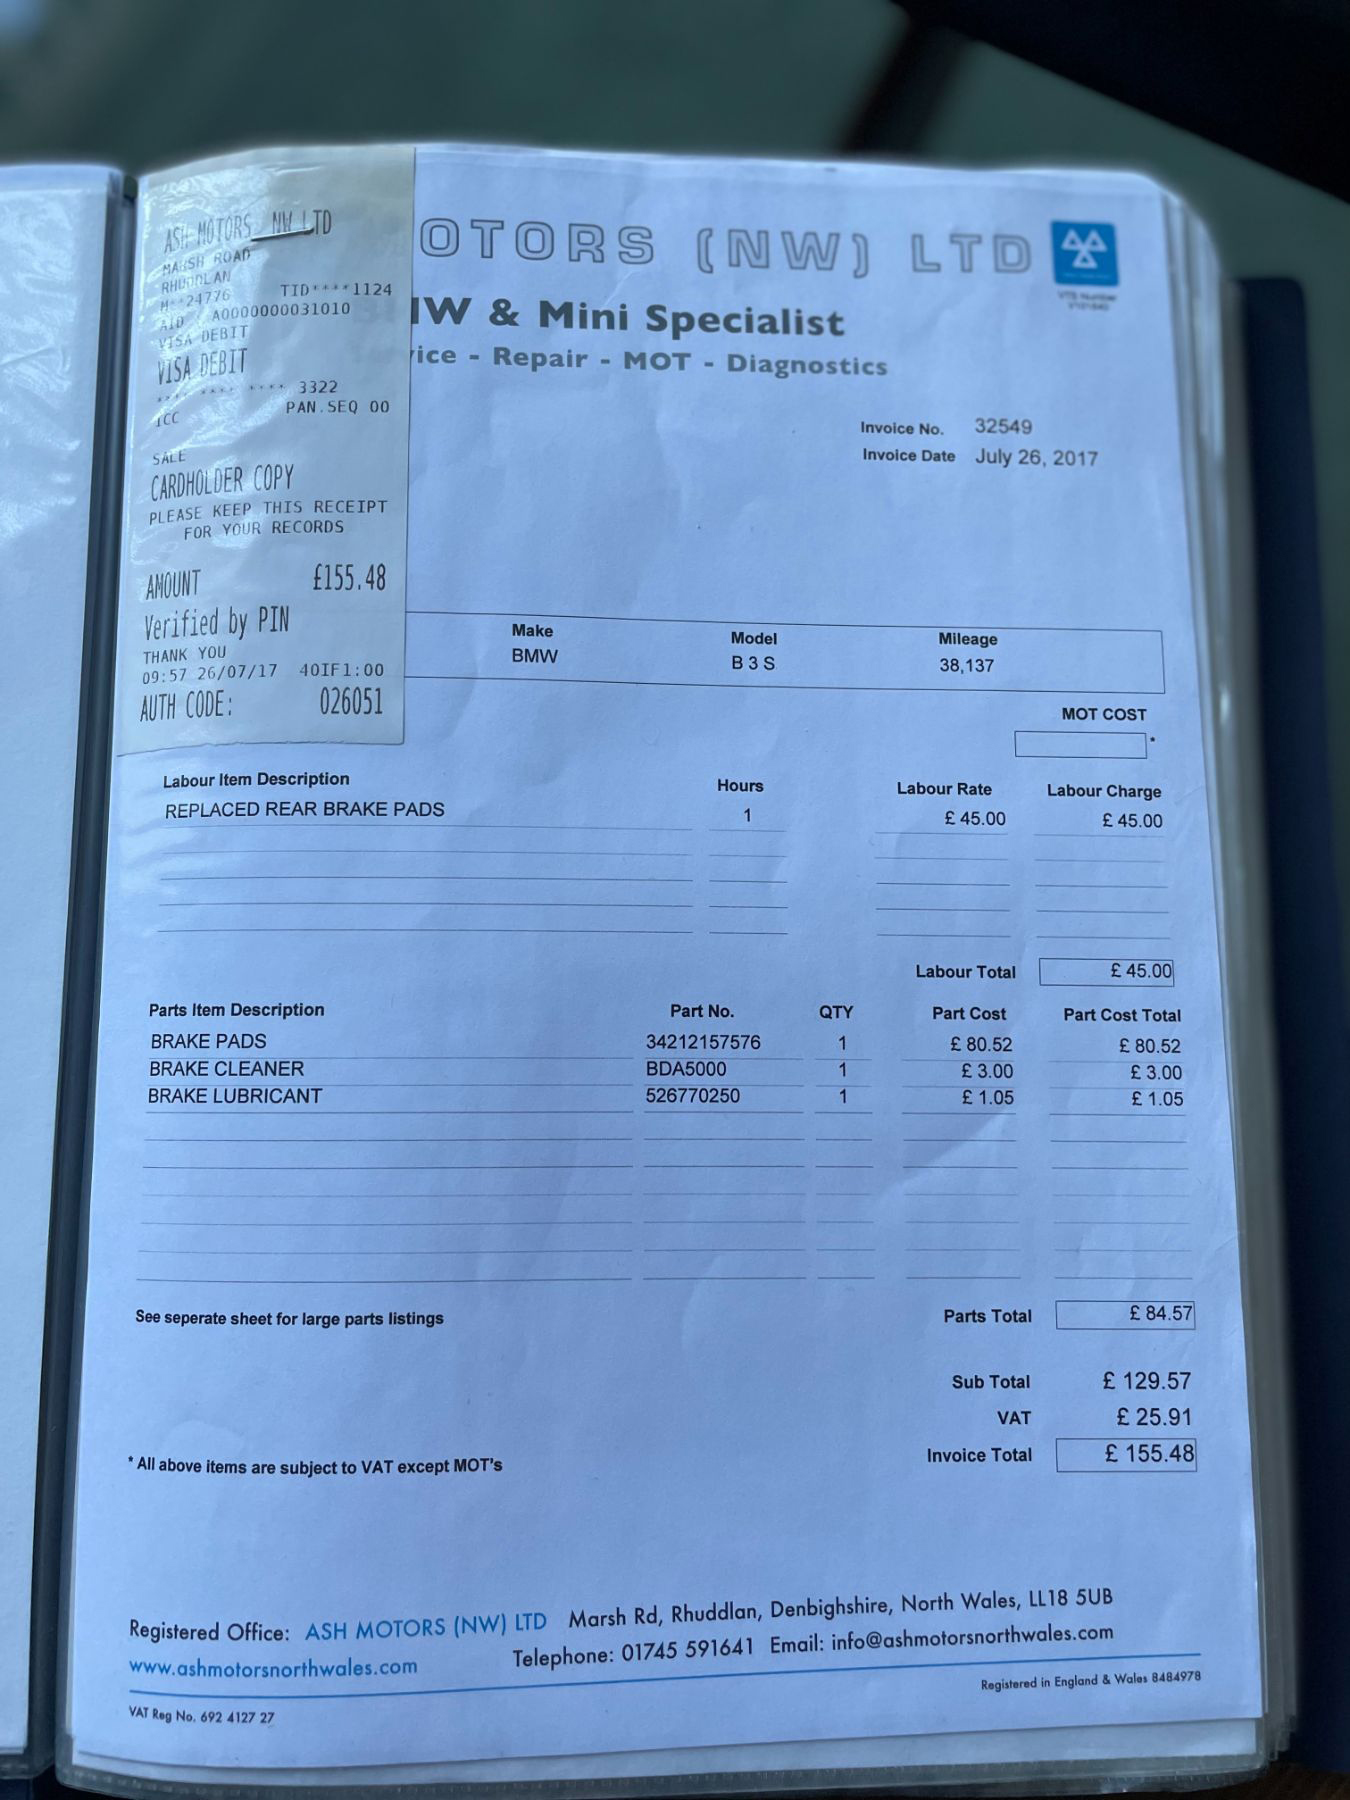 ASH MOTORS NW LTD
MARSH ROAD
RHUDDLAN
M**24776 TID****1124
AID : A0000000031010
VISA DEBIT
VISA DEBIT
**** **** **** 3322
ICC PAN.SEQ 00
SALE
CARDHOLDER COPY
PLEASE KEEP THIS RECEIPT
FOR YOUR RECORDS
AMOUNT £155.48
Verified by PIN
THANK YOU
09:57 26/07/17 40IF1:00
AUTH CODE: 026051
OTORS (NW) LTD
& Mini Specialist
- Repair - MOT - Diagnostics
VTS Number
Invoice No. 32549
Invoice Date July 26, 2017
Make Model Mileage
BMW B 3 S 38,137
MOT COST
*
Labour Item Description Hours Labour Rate Labour Charge
REPLACED REAR BRAKE PADS 1 £ 45.00 £ 45.00
Labour Total £ 45.00
Parts Item Description Part No. QTY Part Cost Part Cost Total
BRAKE PADS 34212157576 1 £ 80.52 £ 80.52
BRAKE CLEANER BDA5000 1 £ 3.00 £ 3.00
BRAKE LUBRICANT 526770250 1 £ 1.05 £ 1.05
See seperate sheet for large parts listings Parts Total £ 84.57
Sub Total £ 129.57
VAT £ 25.91
* All above items are subject to VAT except MOT's Invoice Total £ 155.48
Registered Office: ASH MOTORS (NW) LTD Marsh Rd, Rhuddlan, Denbighshire, North Wales, LL18 5UB
www.ashmotorsnorthwales.com Telephone: 01745 591641 Email: info@ashmotorsnorthwales.com
Registered in England & Wales 8484978
VAT Reg No. 692 4127 27